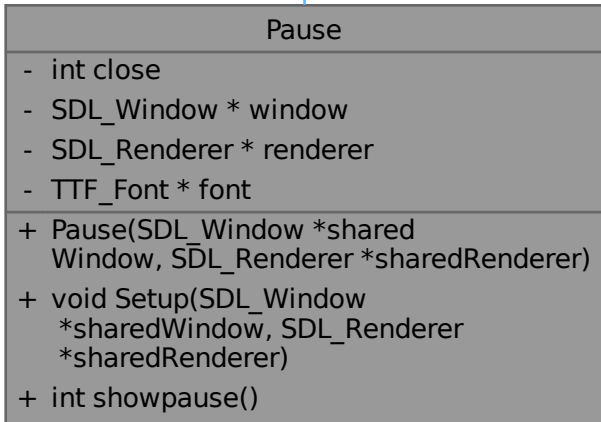 Pause
- int close
- SDL_Window * window
- SDL_Renderer * renderer
- TTF_Font * font
+ Pause(SDL_Window *shared
Window, SDL_Renderer *sharedRenderer)
+ void Setup(SDL_Window
*sharedWindow, SDL_Renderer
*sharedRenderer)
+ int showpause()